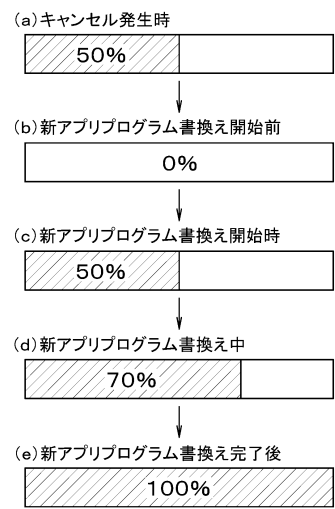 (a)キャンセル発生時
50%
(b)新アプリプログラム書換え開始前
0%
(c)新アプリプログラム書換え開始時
50%
(d)新アプリプログラム書換え中
70%
(e)新アプリプログラム書換え完了後
100%